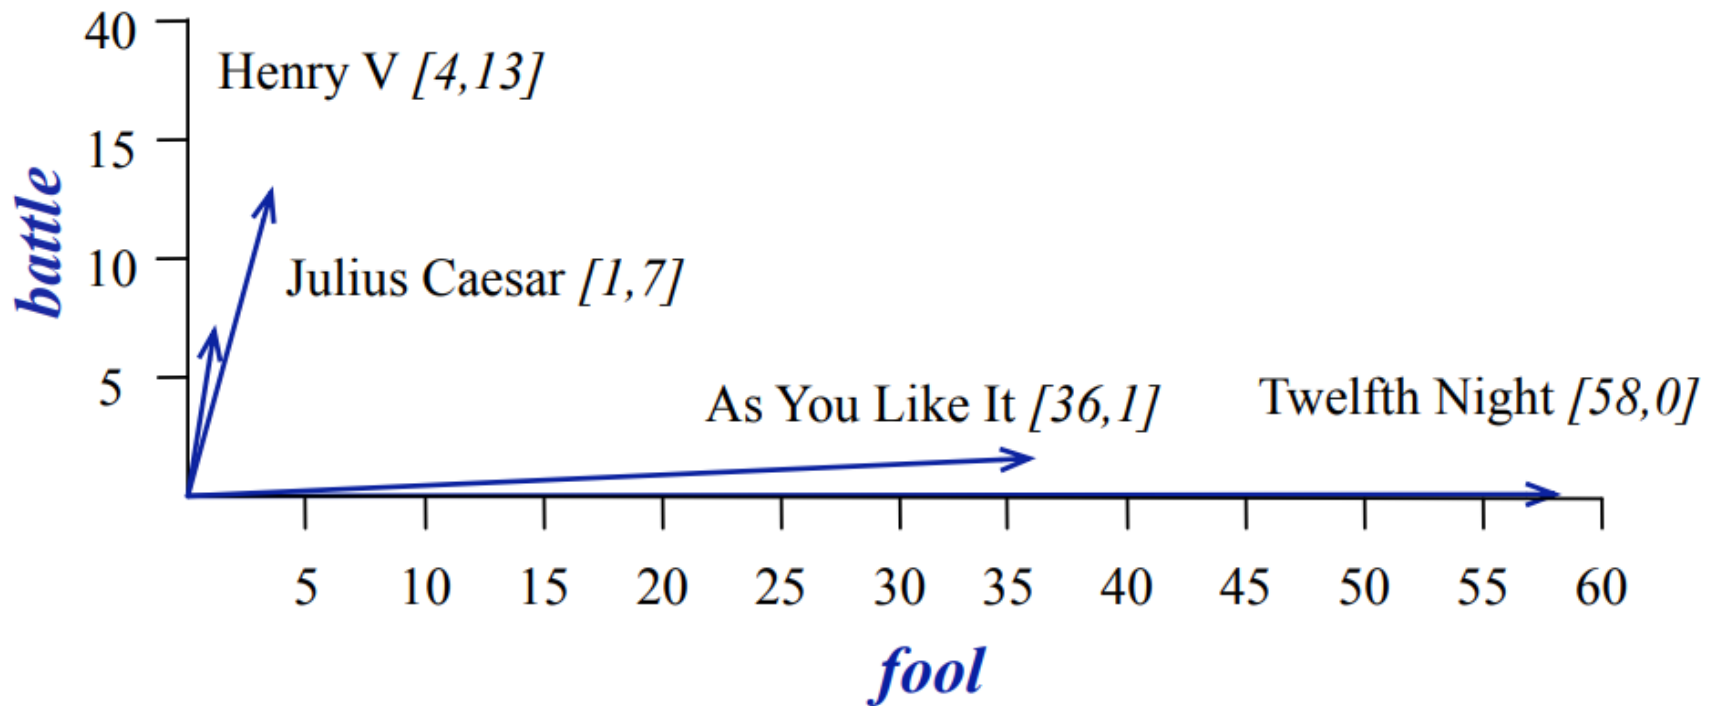 40
Henry V [4,13]
15
battle
10
Julius Caesar [1,7]
5
As You Like It [36,1]
Twelfth Night [58,0]
5 10 15 20 25 30 35 40 45 50 55 60
fool